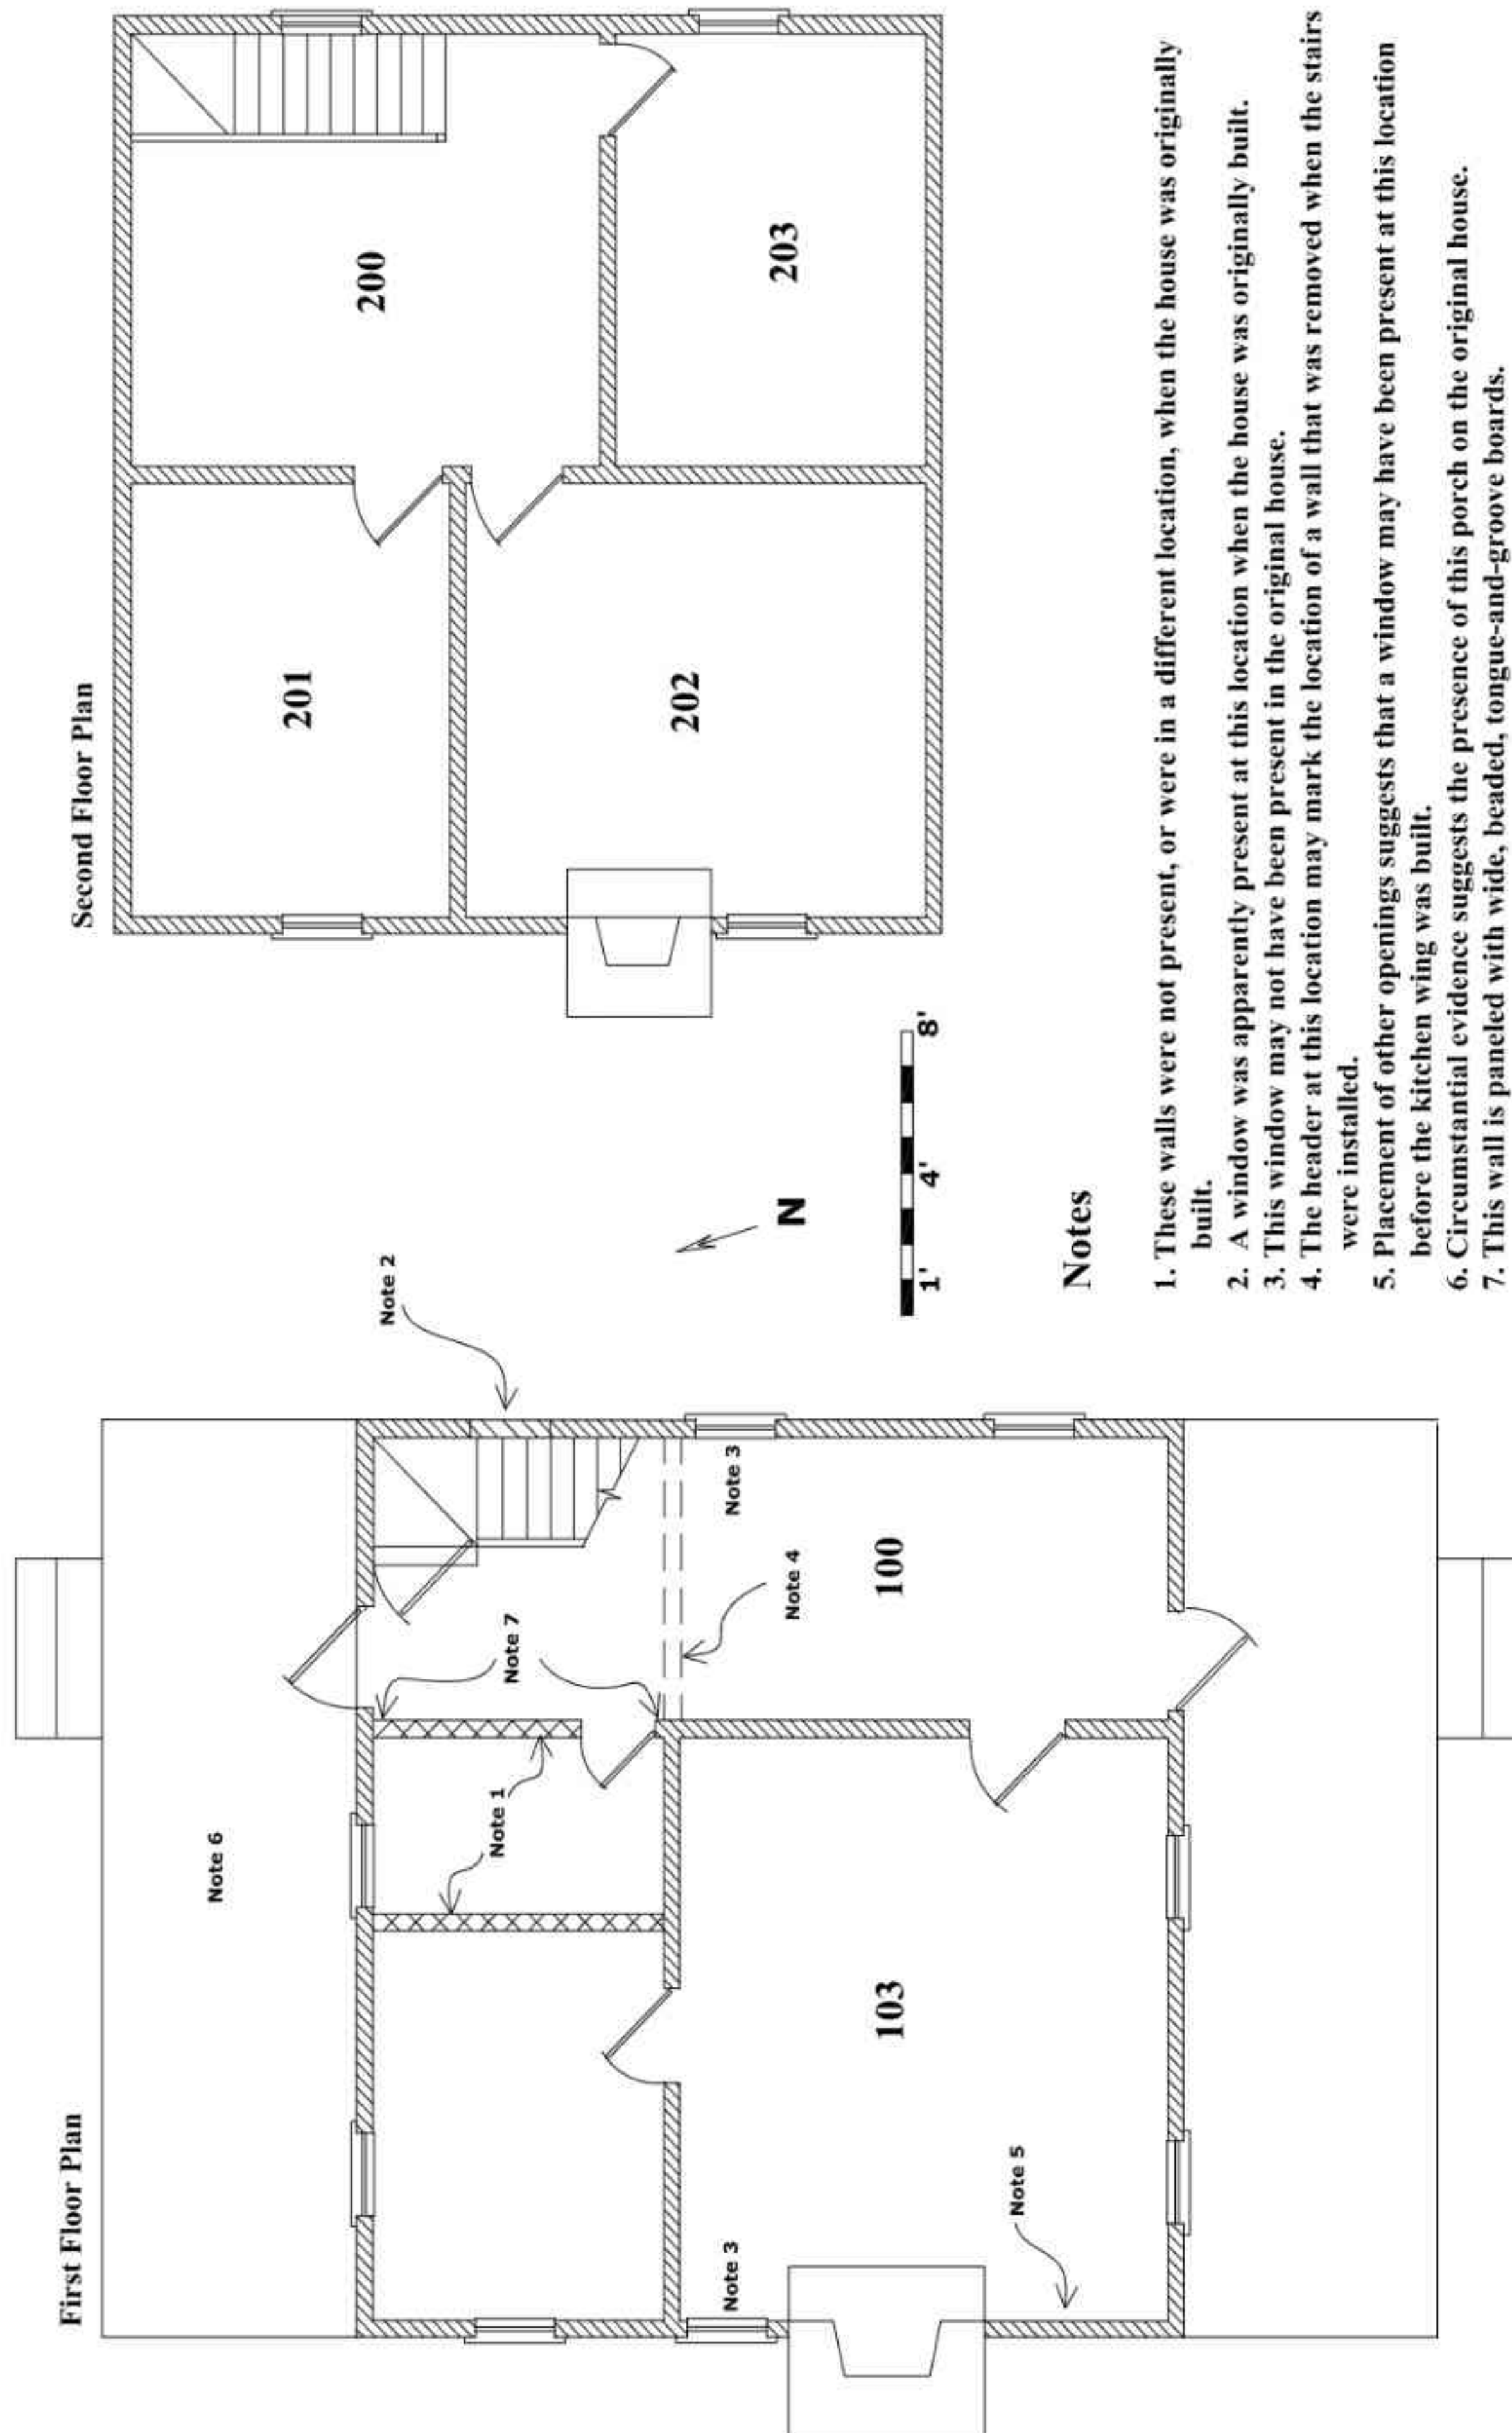 First Floor Plan
Second Floor Plan
Note 6
Note 1
Note 7
Note 2
Note 3
Note 4
100
103
Note 3
Note 5
201
200
202
203
N
1' 4' 8'
Notes
1. These walls were not present, or were in a different location, when the house was originally
built.
2. A window was apparently present at this location when the house was originally built.
3. This window may not have been present in the original house.
4. The header at this location may mark the location of a wall that was removed when the stairs
were installed.
5. Placement of other openings suggests that a window may have been present at this location
before the kitchen wing was built.
6. Circumstantial evidence suggests the presence of this porch on the original house.
7. This wall is paneled with wide, beaded, tongue-and-groove boards.